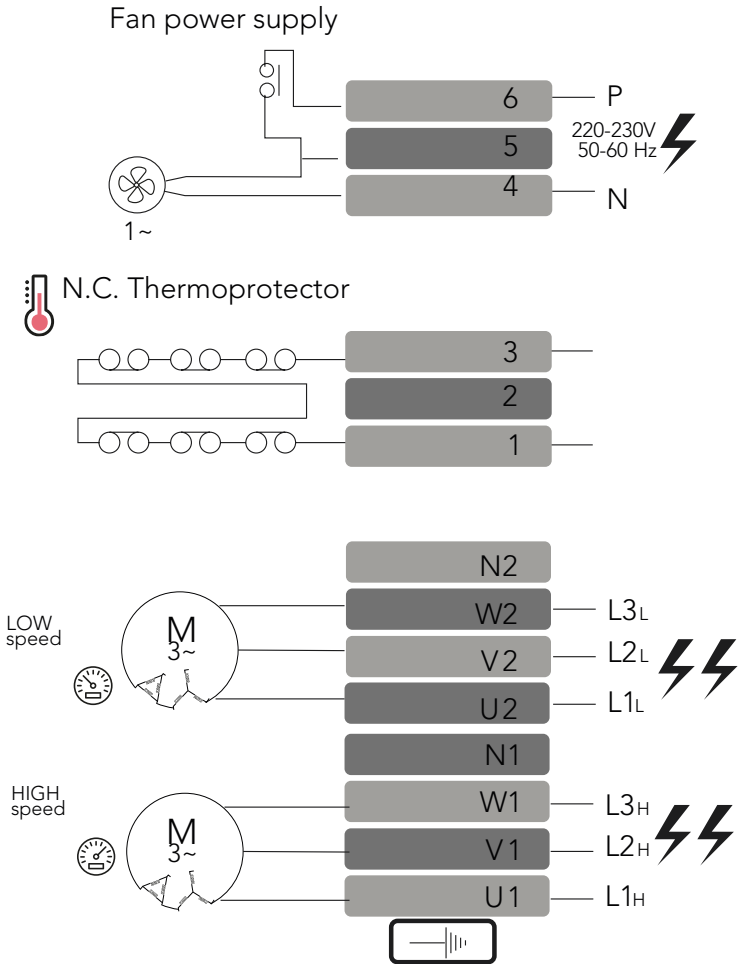 Fan power supply
6
P
220-230V
50-60 Hz
5
4
N
1~
N.C. Thermoprotector
3
2
1
N2
LOW
speed
M
3~
W2
L3L
V2
L2L
U2
L1L
N1
HIGH
speed
M
3~
W1
L3H
V1
L2H
U1
L1H